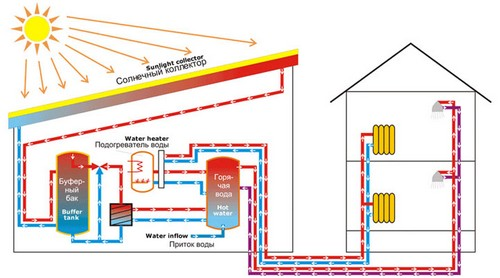 Sunlight collector
Солнечный коллектор
Water heater
Подогреватель воды
Буфер-
ный
бак
Buffer
tank
Горя-
чая
вода
Hot
water
Water inflow
Приток воды